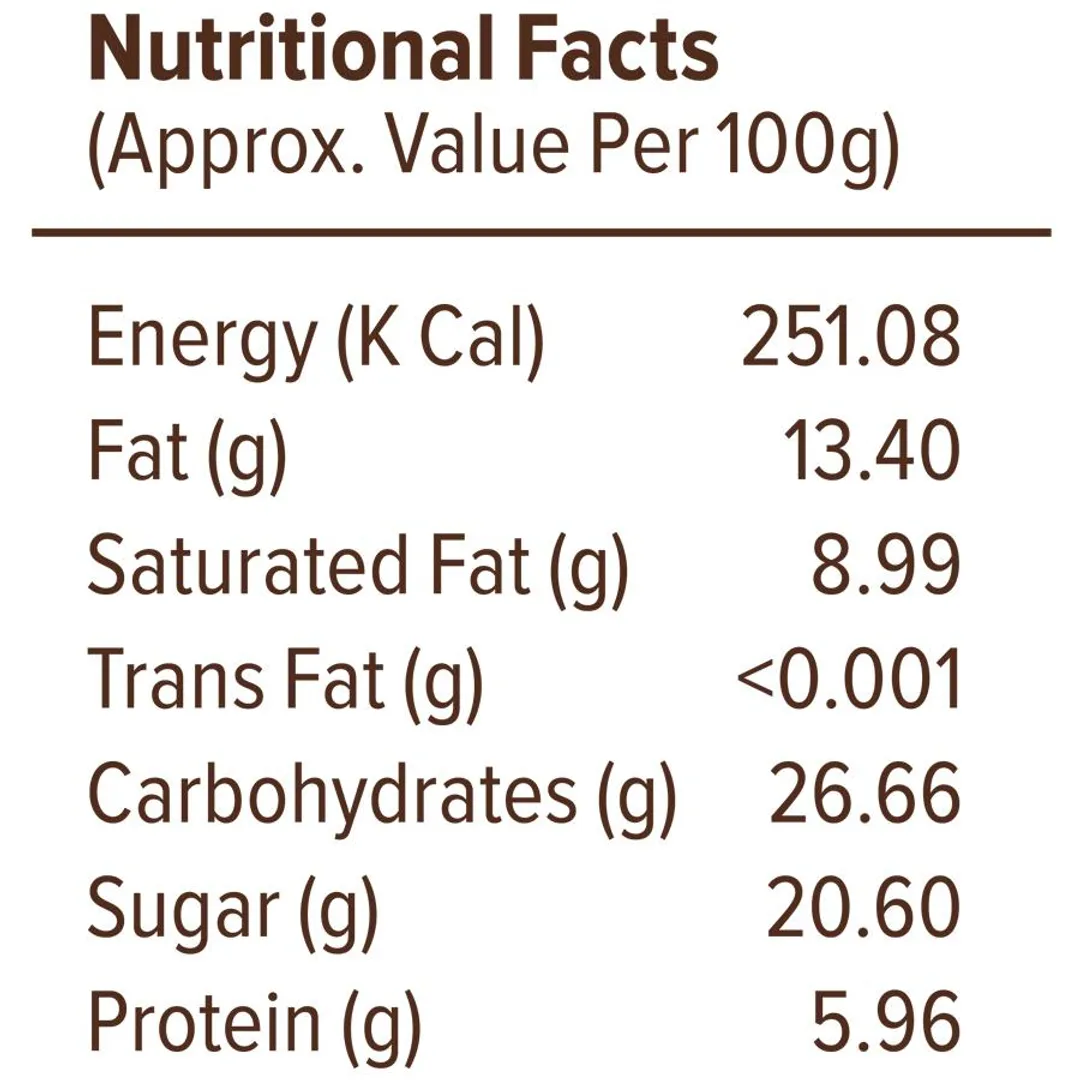 Nutritional Facts
(Approx. Value Per 100g)
Energy (K Cal) 251.08
Fat (g) 13.40
Saturated Fat (g) 8.99
Trans Fat (g) <0.001
Carbohydrates (g) 26.66
Sugar (g) 20.60
Protein (g) 5.96